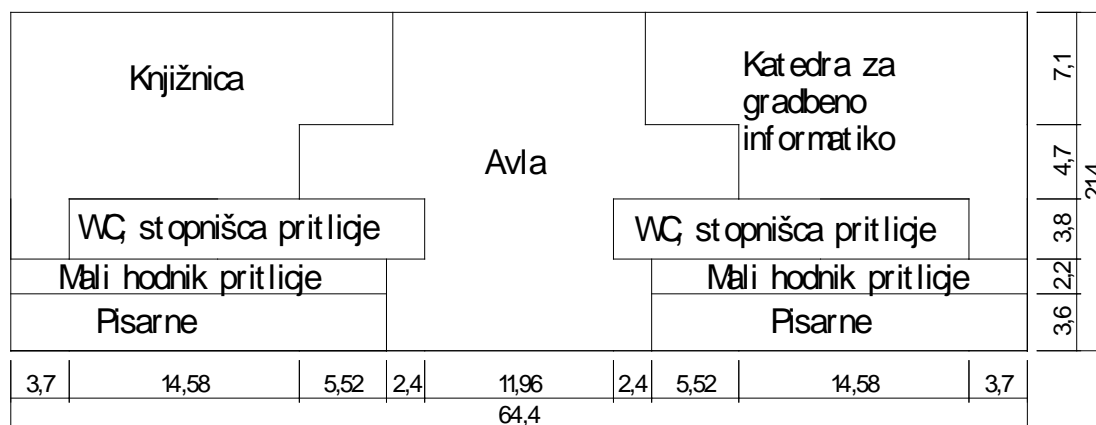 Knjižnica
Katedra za
gradbeno
informatiko
Avla
WC, stopnišca pritlicje
WC, stopnišca pritlicje
Mali hodnik pritlicje
Mali hodnik pritlicje
Pisarne
Pisarne
7,1
4,7
3,8
2,2
3,6
21,4
3,7 14,58 5,52 2,4 11,96 2,4 5,52 14,58 3,7
64,4